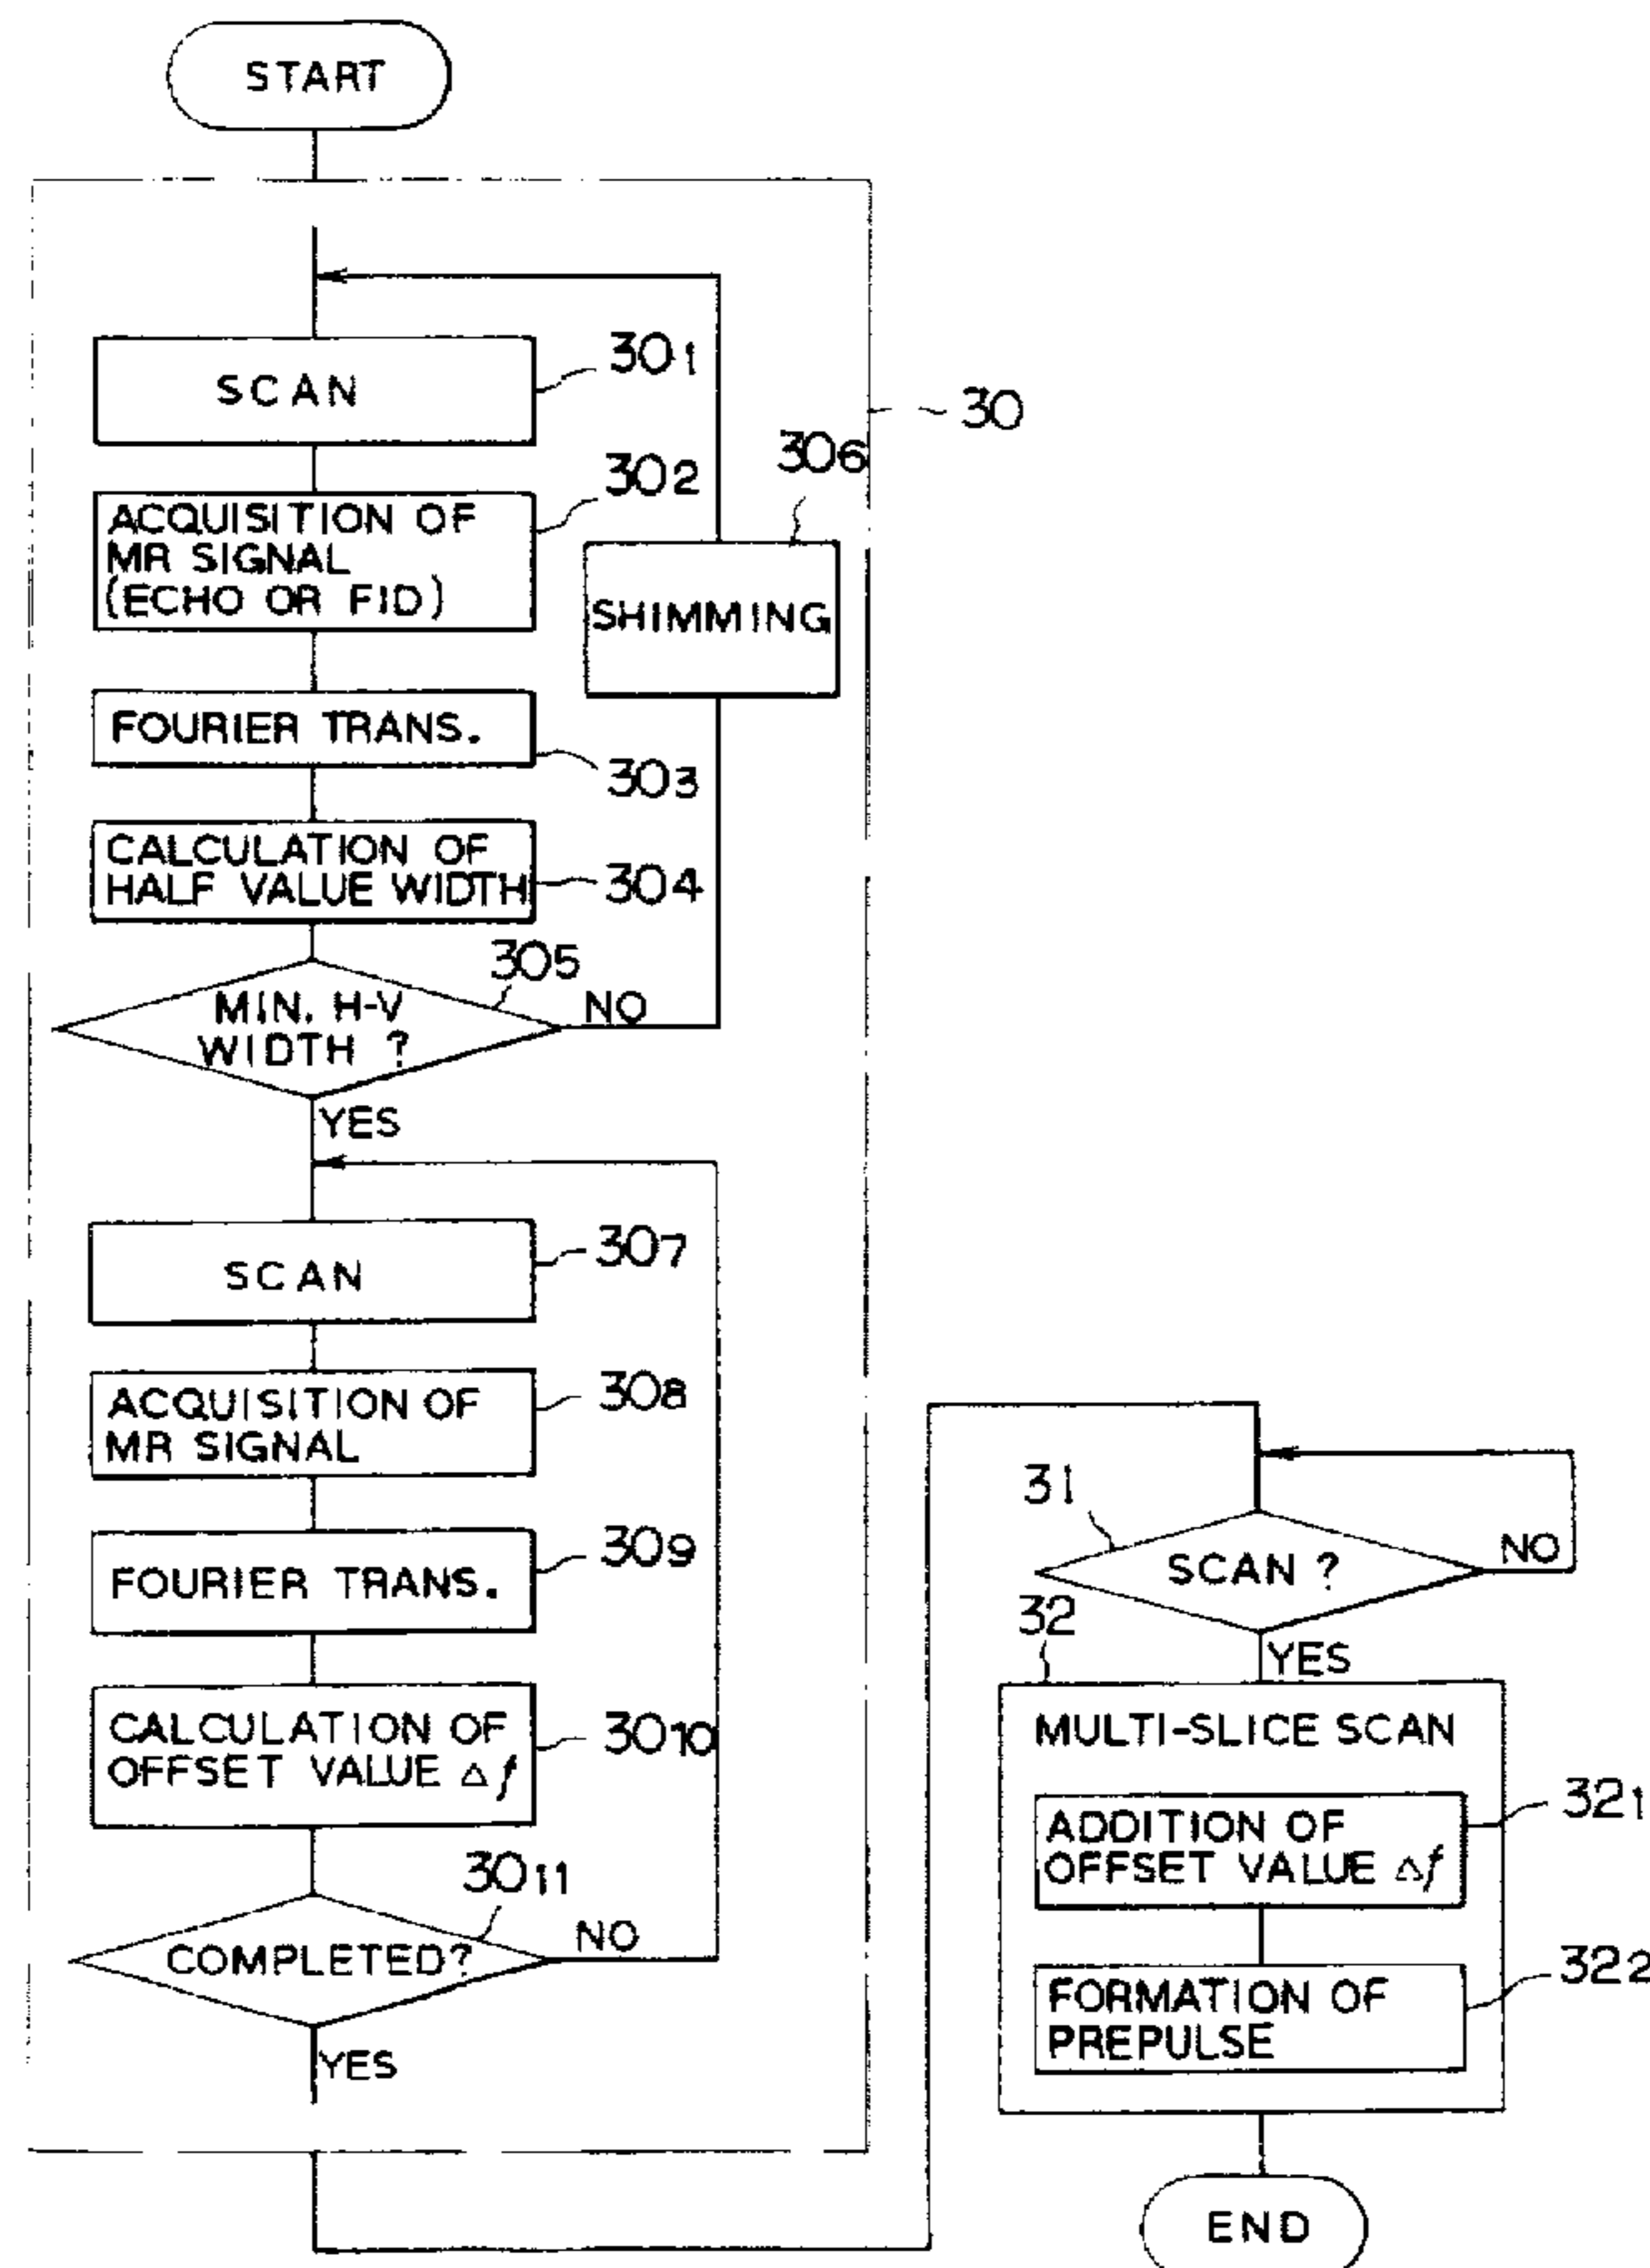 START
SCAN
30₁
30
ACQUISITION OF
MR SIGNAL
(ECHO OR FID)
30₂
30₆
SHIMMING
FOURIER TRANS.
30₃
CALCULATION OF
HALF VALUE WIDTH
30₄
MIN. H-V
WIDTH ?
30₅
NO
YES
SCAN
30₇
ACQUISITION OF
MR SIGNAL
30₈
FOURIER TRANS.
30₉
CALCULATION OF
OFFSET VALUE Δf
30₁₀
COMPLETED?
30₁₁
NO
YES
31
SCAN ?
NO
YES
32
MULTI-SLICE SCAN
ADDITION OF
OFFSET VALUE Δf
32₁
FORMATION OF
PREPULSE
32₂
END